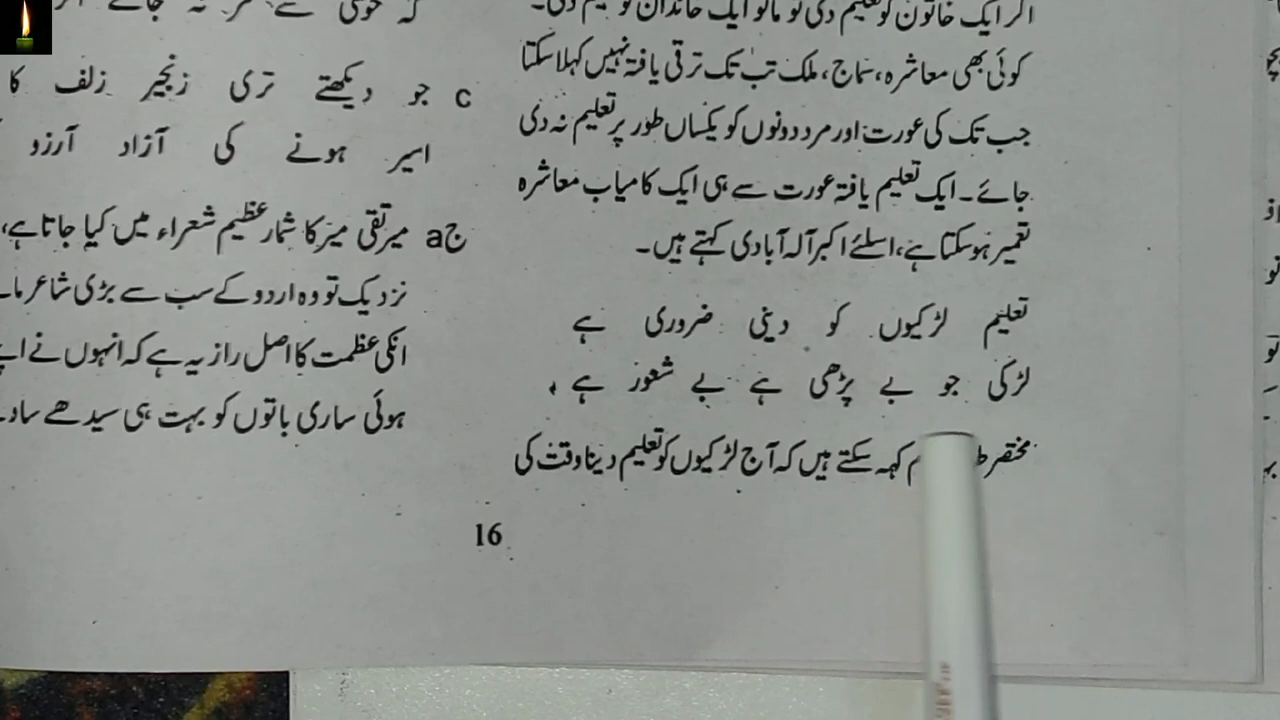 اگر ایک خاتون کو تعلیم دی تو مانو ایک خاندان کو تعلیم دی۔
کوئی بھی معاشرہ، سماج، ملک تب تک ترقی یافتہ نہیں کہلا سکتا
جب تک کی عورت اور مرد دونوں کو یکساں طور پر تعلیم نہ دی
جائے۔ ایک تعلیم یافتہ عورت سے ہی ایک کامیاب معاشرہ
تعمیر ہو سکتا ہے، اسلئے اکبر آلہ آبادی کہتے ہیں۔
تعلیم لڑکیوں کو دینی ضروری ہے
لڑکی جو بے پڑھی ہے بے شعور ہے
مختصر کہہ سکتے ہیں کہ آج لڑکیوں کو تعلیم دینا وقت کی
c جو دیکھتے تری زنجیر زلف کا
اسیر ہونے کی آزاد آرزو
ج a میر تقی میر کا شمار عظیم شعراء میں کیا جاتا ہے،
نزدیک تو وہ اردو کے سب سے بڑی شاعر
انکی عظمت کا اصل راز یہ ہے کہ انہوں نے
ہوئی ساری باتوں کو بہت ہی سیدھے
16